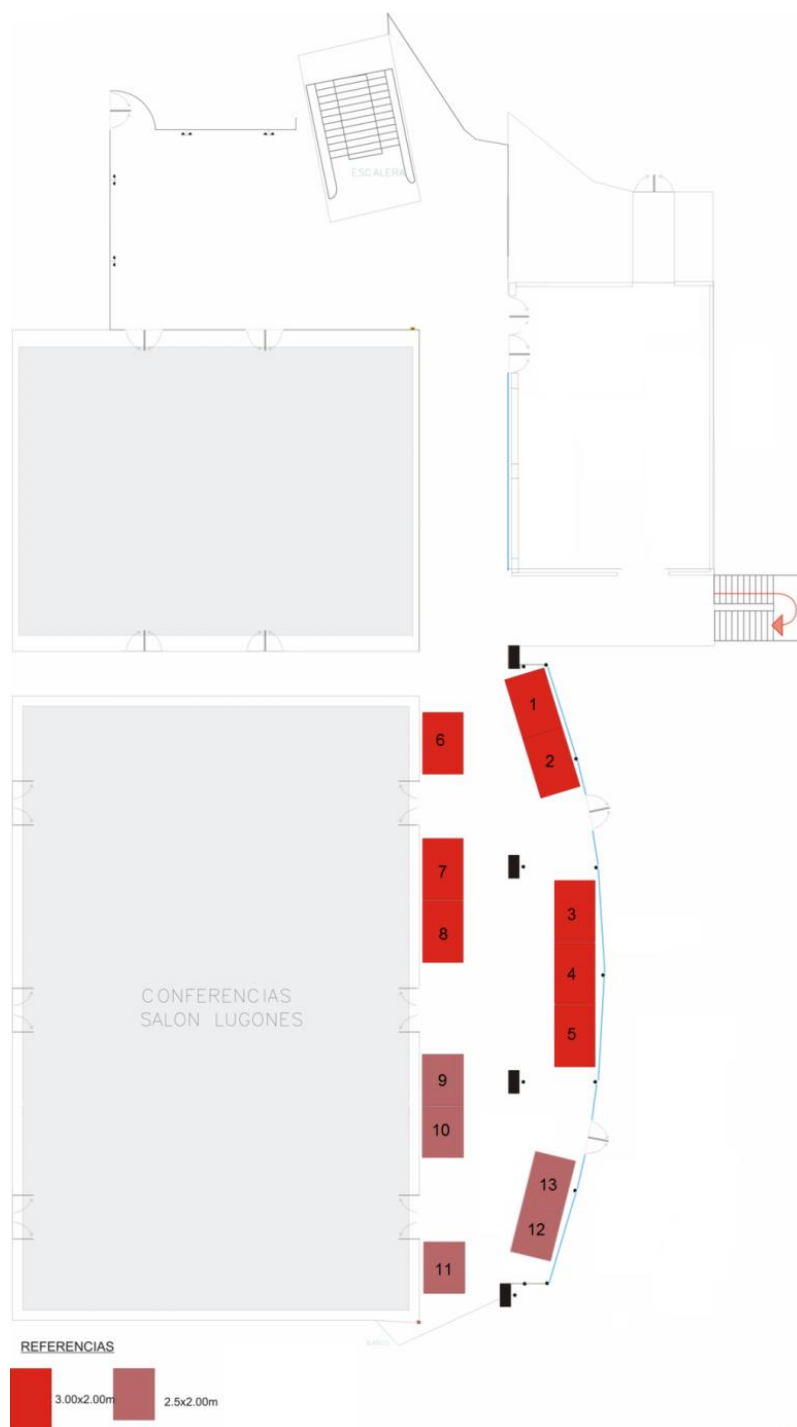 ESCALERA
1
2
6
7
3
8
4
CONFERENCIAS
SALON LUGONES
5
9
10
13
12
11
REFERENCIAS
3.00x2.00m
2.5x2.00m